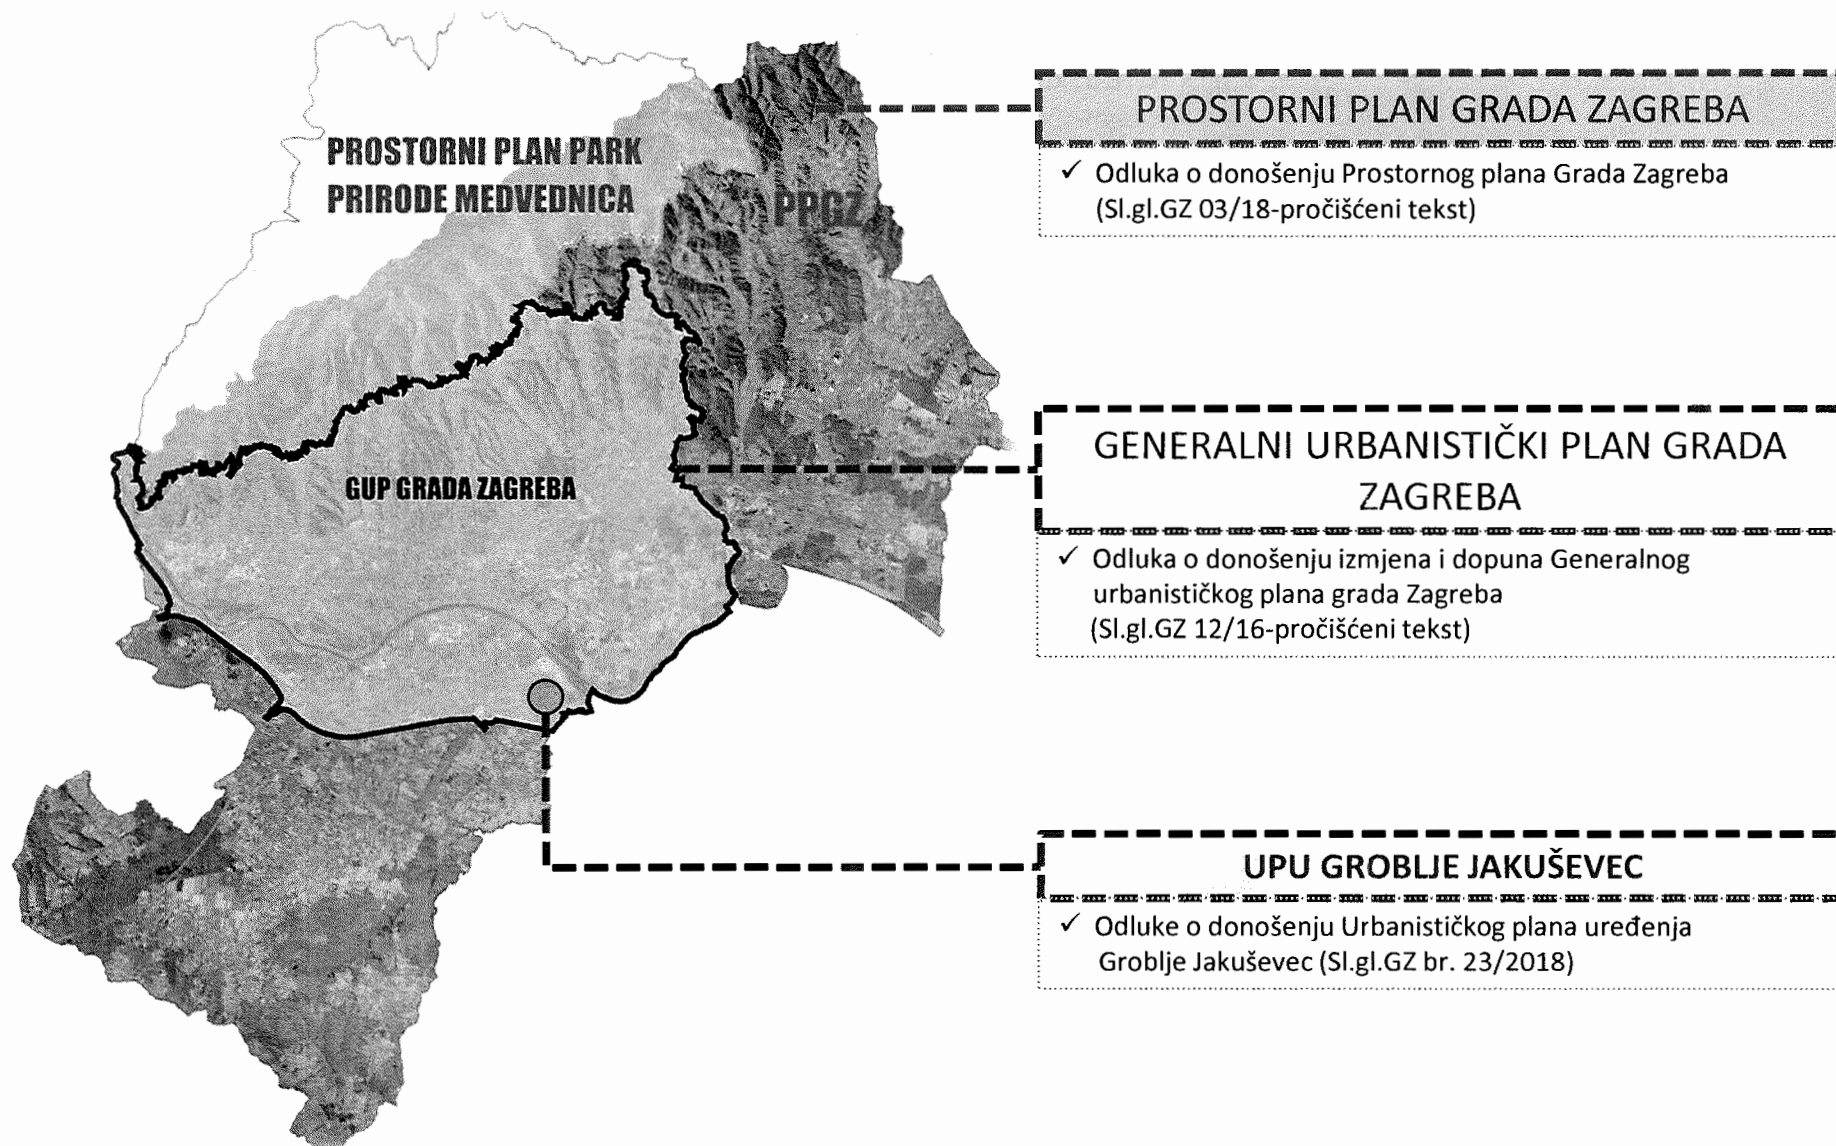 PROSTORNI PLAN PARK
PRIRODE MEDVEDNICA
PPGZ
GUP GRADA ZAGREBA
PROSTORNI PLAN GRADA ZAGREBA
✓ Odluka o donošenju Prostornog plana Grada Zagreba
(Sl.gl.GZ 03/18-pročišćeni tekst)
GENERALNI URBANISTIČKI PLAN GRADA
ZAGREBA
✓ Odluka o donošenju izmjena i dopuna Generalnog
urbanističkog plana grada Zagreba
(Sl.gl.GZ 12/16-pročišćeni tekst)
UPU GROBLJE JAKUŠEVEC
✓ Odluke o donošenju Urbanističkog plana uređenja
Groblje Jakuševec (Sl.gl.GZ br. 23/2018)